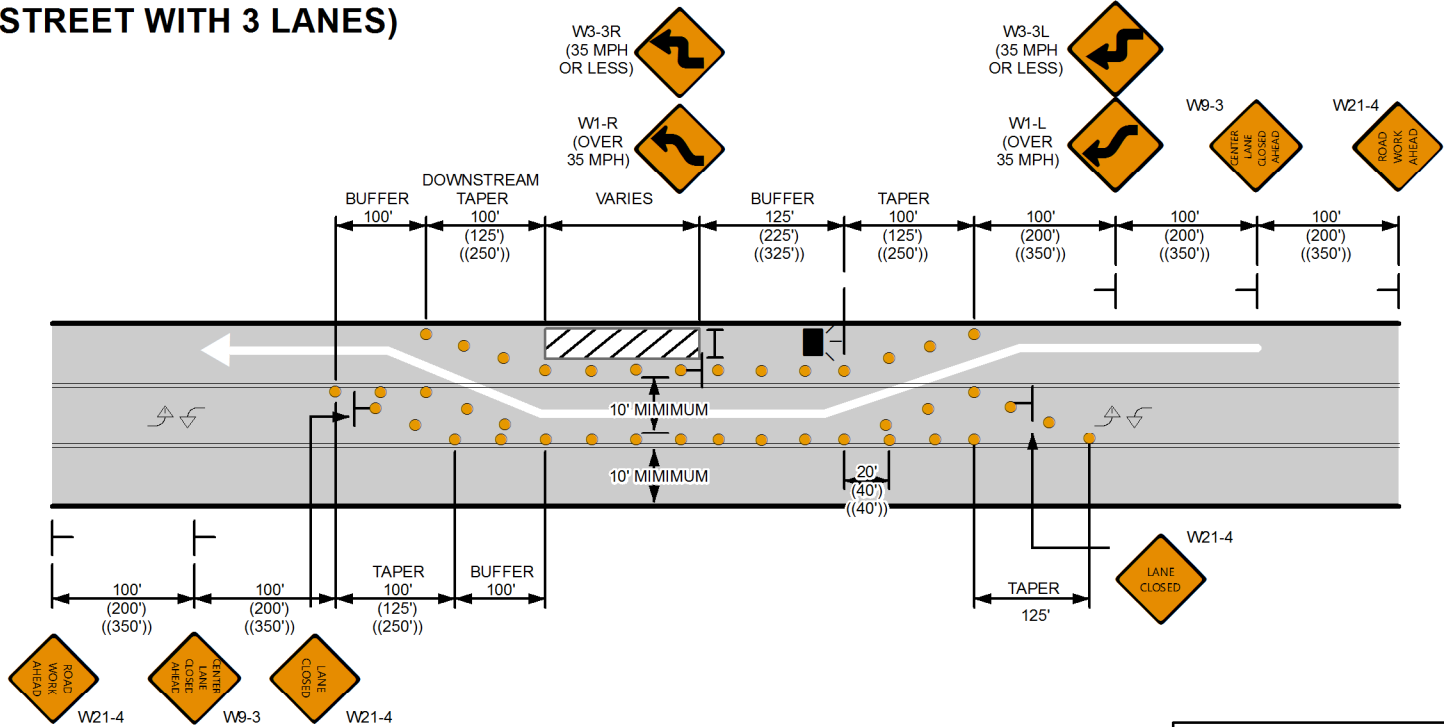 STREET WITH 3 LANES)
W3-3R
(35 MPH
OR LESS)
W1-R
(OVER
35 MPH)
W3-3L
(35 MPH
OR LESS)
W1-L
(OVER
35 MPH)
W9-3
CENTER
LANE
CLOSED
AHEAD
W21-4
ROAD
WORK
AHEAD
BUFFER
100'
DOWNSTREAM
TAPER
100'
(125')
((250'))
VARIES
BUFFER
125'
(225')
((325'))
TAPER
100'
(125')
((250'))
100'
(200')
((350'))
100'
(200')
((350'))
100'
(200')
((350'))
10' MIMIMUM
10' MIMIMUM
20'
(40')
((40'))
100'
(200')
((350'))
100'
(200')
((350'))
TAPER
100'
(125')
((250'))
BUFFER
100'
TAPER
125'
LANE
CLOSED
W21-4
ROAD
WORK
AHEAD
W21-4
CENTER
LANE
CLOSED
AHEAD
W9-3
LANE
CLOSED
W21-4